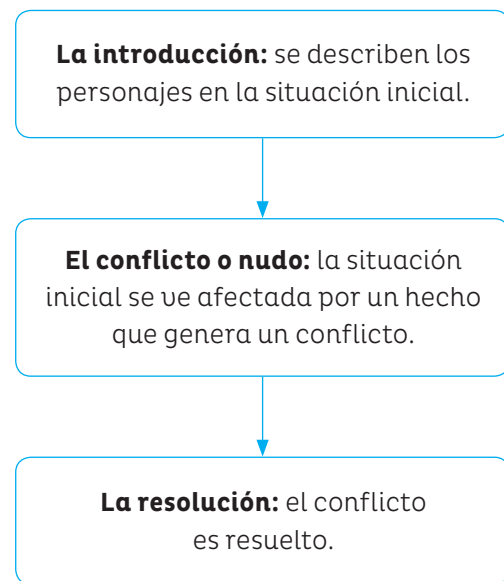 La introducción: se describen los
personajes en la situación inicial.
El conflicto o nudo: la situación
inicial se ve afectada por un hecho
que genera un conflicto.
La resolución: el conflicto
es resuelto.